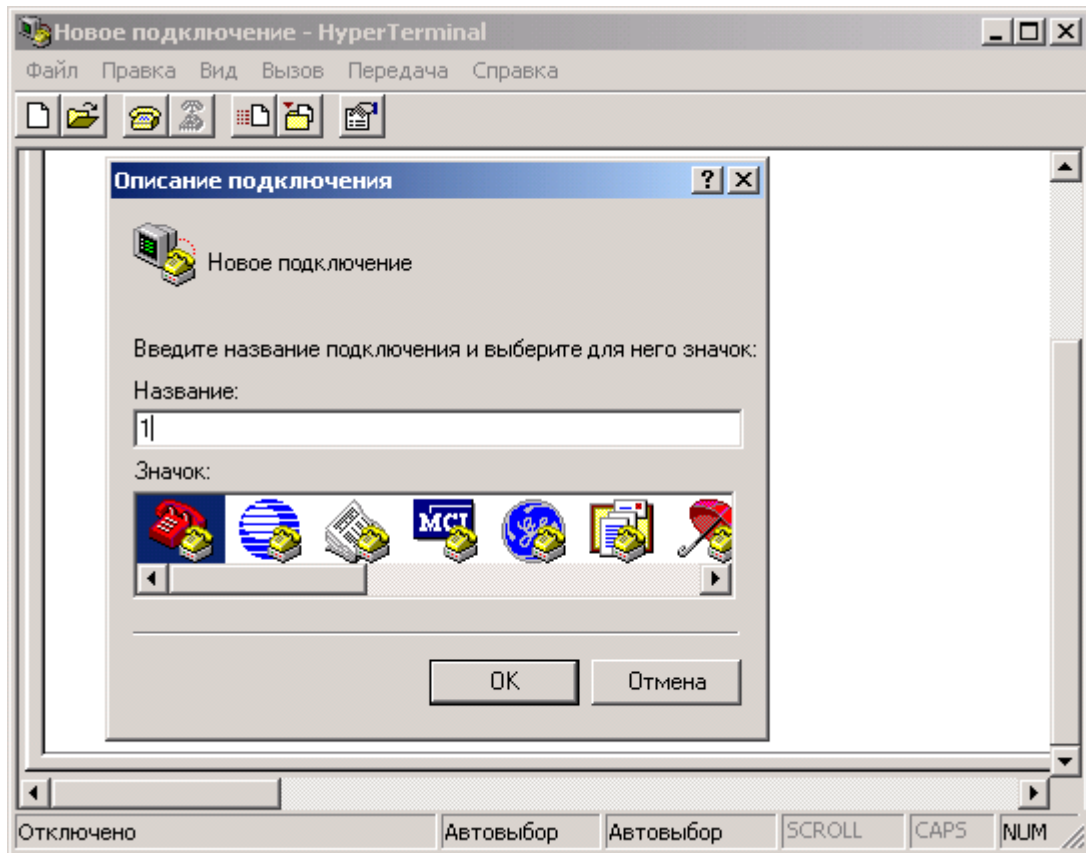 Новое подключение - HyperTerminal
Файл Правка Вид Вызов Передача Справка
Описание подключения
Новое подключение
Введите название подключения и выберите для него значок:
Название:
1
Значок:
MCI
OK Отмена
Отключено Автовыбор Автовыбор SCROLL CAPS NUM